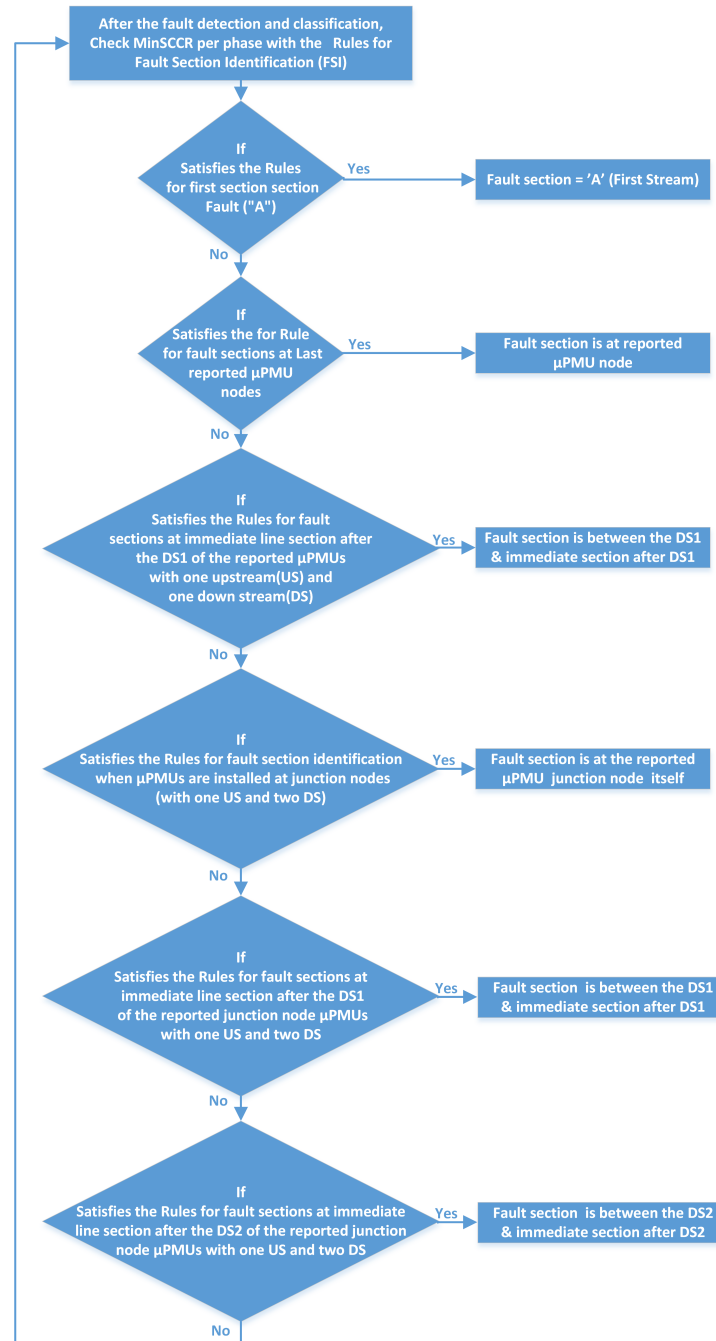 After the fault detection and classification,
Check MinSCCR per phase with the Rules for
Fault Section Identification (FSI)
If
Satisfies the Rules
for first section section
Fault ("A")
Yes
Fault section = 'A' (First Stream)
No
If
Satisfies the for Rule
for fault sections at Last
reported µPMU
nodes
Yes
Fault section is at reported
µPMU node
No
If
Satisfies the Rules for fault
sections at immediate line section after
the DS1 of the reported µPMUs
with one upstream(US) and
one down stream(DS)
Yes
Fault section is between the DS1
& immediate section after DS1
No
If
Satisfies the Rules for fault section identification
when µPMUs are installed at junction nodes
(with one US and two DS)
Yes
Fault section is at the reported
µPMU junction node itself
No
If
Satisfies the Rules for fault sections at
immediate line section after the DS1
of the reported junction node µPMUs
with one US and two DS
Yes
Fault section is between the DS1
& immediate section after DS1
No
If
Satisfies the Rules for fault sections at immediate
line section after the DS2 of the reported junction
node µPMUs with one US and two DS
Yes
Fault section is between the DS2
& immediate section after DS2
No